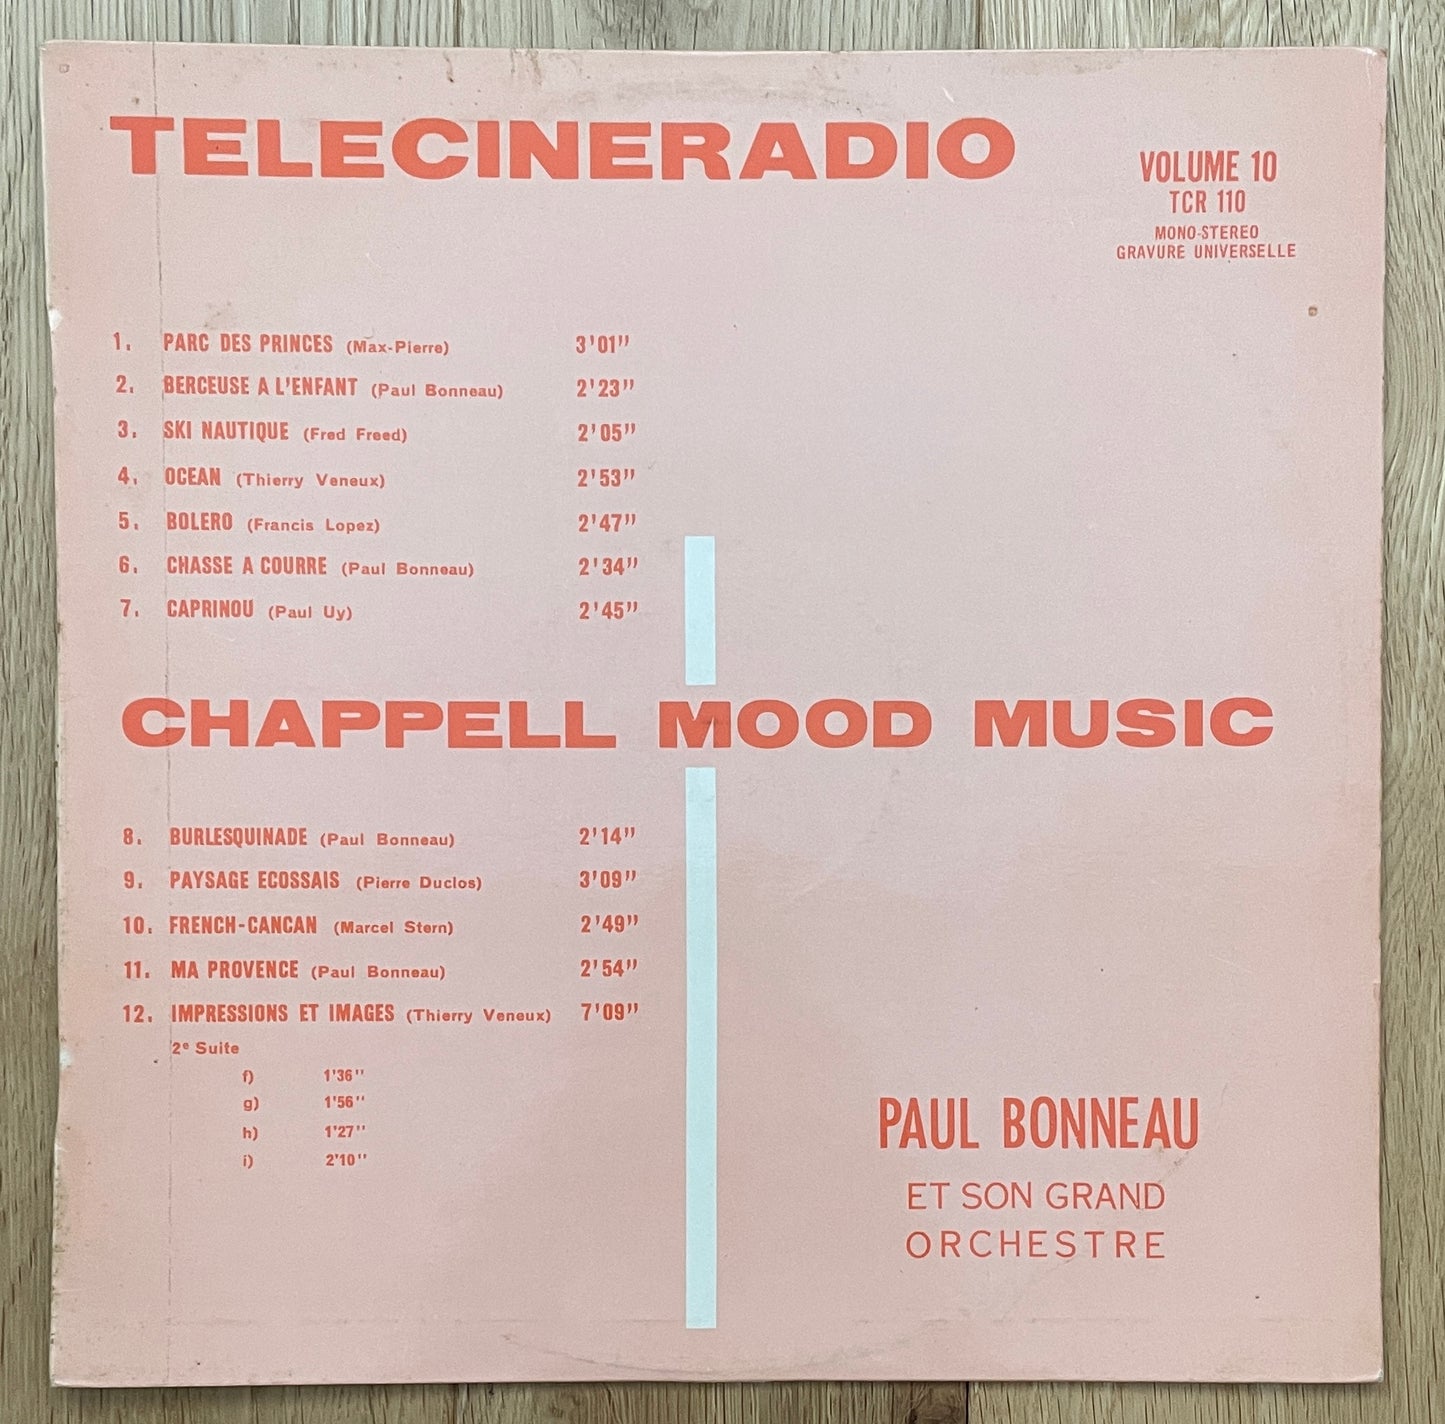 TELECINERADIO
VOLUME 10
TCR 110
MONO-STEREO
GRAVURE UNIVERSELLE
1. PARC DES PRINCES (Max-Pierre) 3'01"
2. BERCEUSE A L'ENFANT (Paul Bonneau) 2'23"
3. SKI NAUTIQUE (Fred Freed) 2'05"
4. OCEAN (Thierry Veneux) 2'53"
5. BOLERO (Francis Lopez) 2'47"
6. CHASSE A COURRE (Paul Bonneau) 2'34"
7. CAPRINOU (Paul Uy) 2'45"
CHAPPELL MOOD MUSIC
8. BURLESQUINADE (Paul Bonneau) 2'14"
9. PAYSAGE ECOSSAIS (Pierre Duclos) 3'09"
10. FRENCH-CANCAN (Marcel Stern) 2'49"
11. MA PROVENCE (Paul Bonneau) 2'54"
12. IMPRESSIONS ET IMAGES (Thierry Veneux) 7'09"
2e Suite
f) 1'36"
g) 1'56"
h) 1'27"
i) 2'10"
PAUL BONNEAU
ET SON GRAND
ORCHESTRE